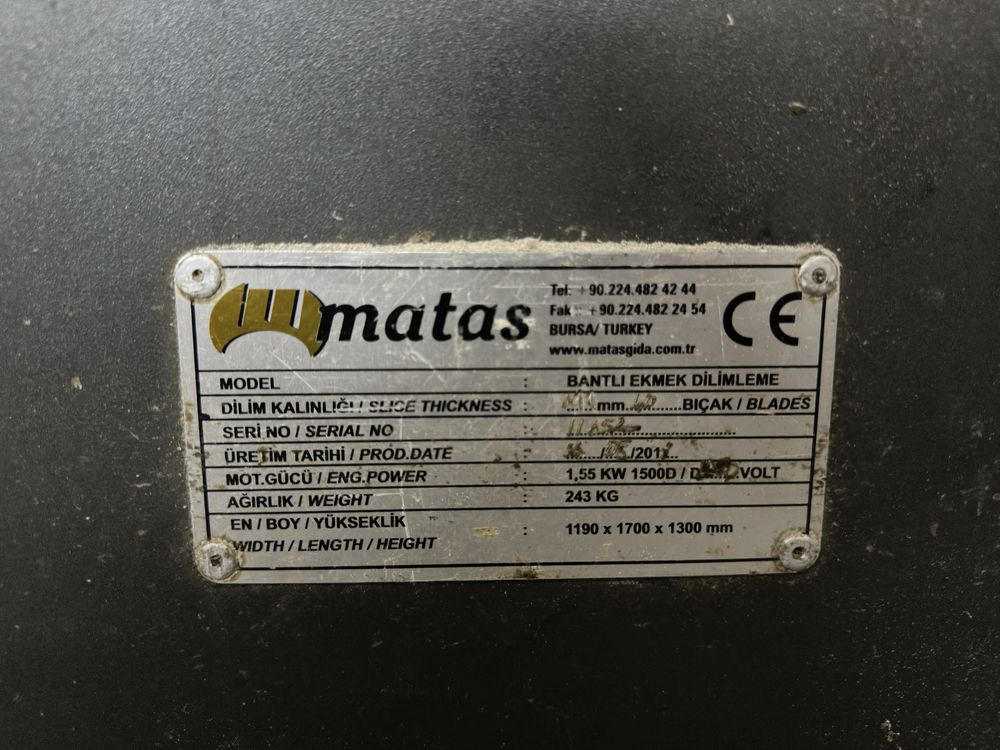 matas
Tel: +90.224.482 42 44
Fak : +90.224.482 24 54
BURSA/ TURKEY
www.matasgida.com.tr
CE
MODEL : BANTLI EKMEK DİLİMLEME
DİLİM KALINLIĞI / SLICE THICKNESS : mm BIÇAK / BLADES
SERİ NO / SERIAL NO :
ÜRETİM TARİHİ / PROD.DATE :
MOT.GÜCÜ / ENG.POWER : 1,55 KW 1500D / VOLT
AĞIRLIK / WEIGHT : 243 KG
EN / BOY / YÜKSEKLİK : 1190 x 1700 x 1300 mm
WIDTH / LENGTH / HEIGHT